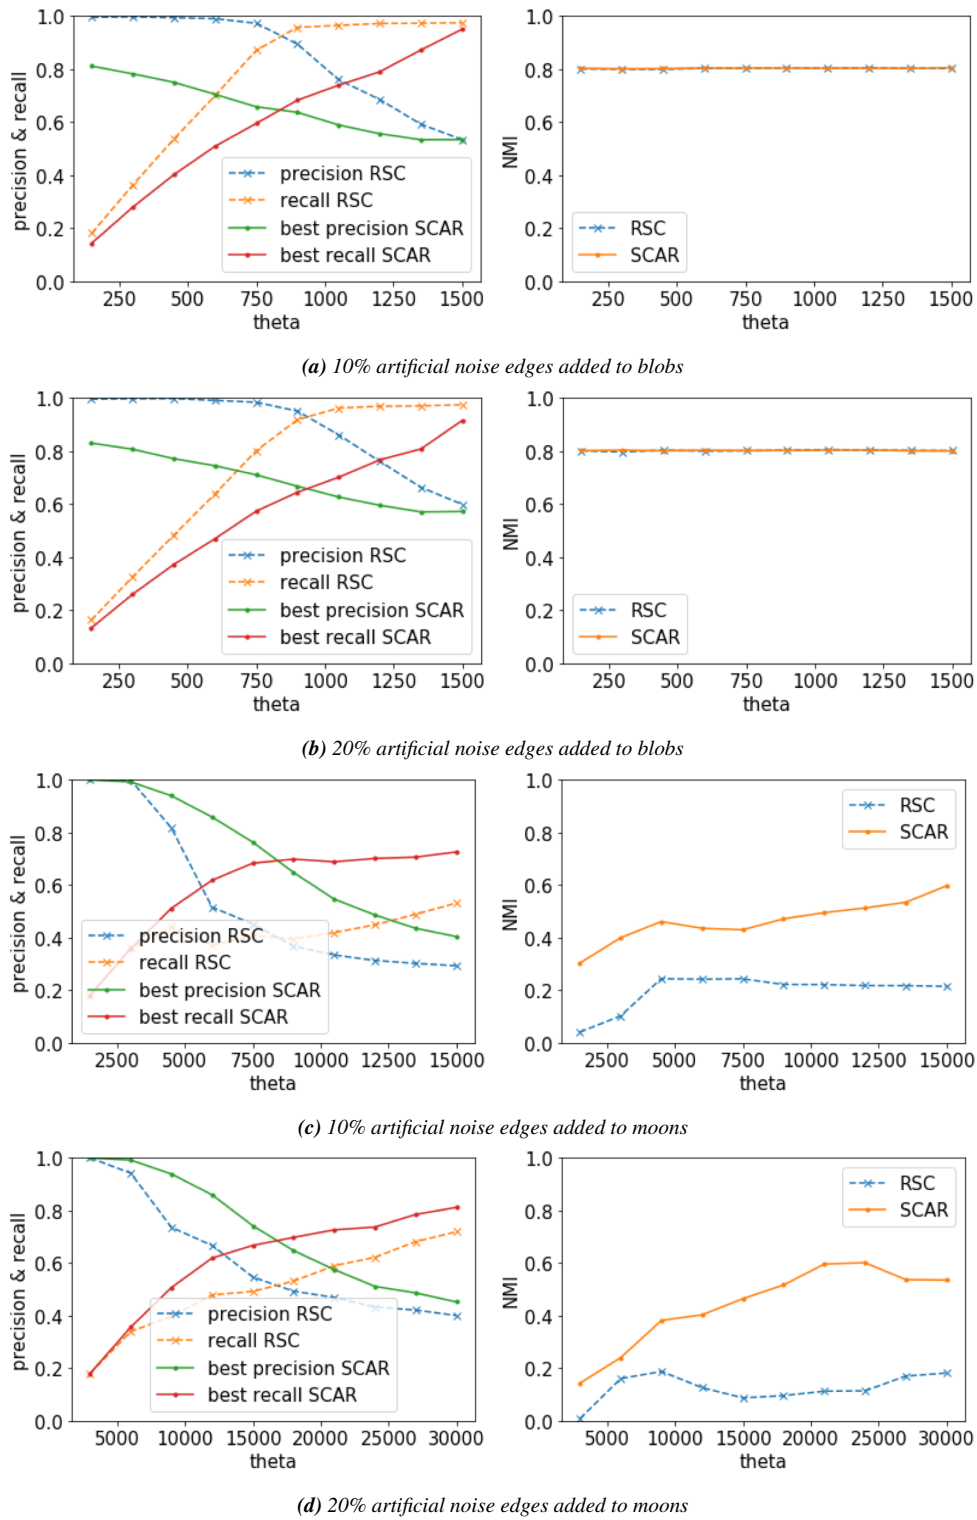 1.0
0.8
0.6
0.4
0.2
0.0
precision & recall
250 500 750 1000 1250 1500
theta
precision RSC
recall RSC
best precision SCAR
best recall SCAR
1.0
0.8
0.6
0.4
0.2
0.0
NMI
250 500 750 1000 1250 1500
theta
RSC
SCAR
(a) 10% artificial noise edges added to blobs
1.0
0.8
0.6
0.4
0.2
0.0
precision & recall
250 500 750 1000 1250 1500
theta
precision RSC
recall RSC
best precision SCAR
best recall SCAR
1.0
0.8
0.6
0.4
0.2
0.0
NMI
250 500 750 1000 1250 1500
theta
RSC
SCAR
(b) 20% artificial noise edges added to blobs
1.0
0.8
0.6
0.4
0.2
0.0
precision & recall
2500 5000 7500 10000 12500 15000
theta
precision RSC
recall RSC
best precision SCAR
best recall SCAR
1.0
0.8
0.6
0.4
0.2
0.0
NMI
2500 5000 7500 10000 12500 15000
theta
RSC
SCAR
(c) 10% artificial noise edges added to moons
1.0
0.8
0.6
0.4
0.2
0.0
precision & recall
5000 10000 15000 20000 25000 30000
theta
precision RSC
recall RSC
best precision SCAR
best recall SCAR
1.0
0.8
0.6
0.4
0.2
0.0
NMI
5000 10000 15000 20000 25000 30000
theta
RSC
SCAR
(d) 20% artificial noise edges added to moons